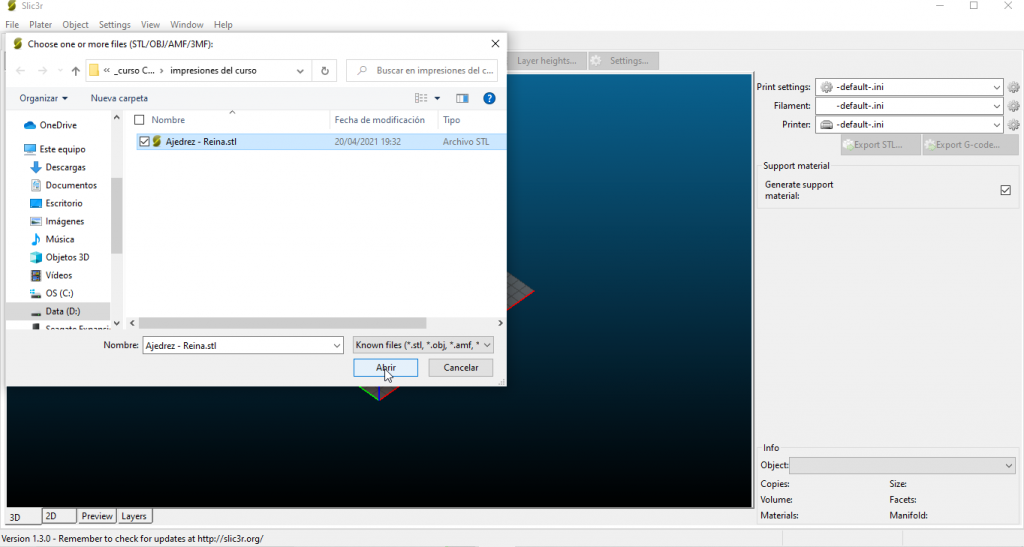 Slic3r
File Plater Object Settings View Window Help
Choose one or more files (STL/OBJ/AMF/3MF):
« _curso C... › impresiones del curso
Buscar en impresiones del c...
Layer heights... Settings...
Organizar Nueva carpeta
Nombre Fecha de modificación Tipo
OneDrive
Ajedrez - Reina.stl 20/04/2021 19:32 Archivo STL
Este equipo
Descargas
Documentos
Escritorio
Imágenes
Música
Objetos 3D
Vídeos
OS (C:)
Data (D:)
Nombre: Ajedrez - Reina.stl Known files (*.stl, *.obj, *.amf, *
Abrir Cancelar
Print settings: -default-.ini
Filament: -default-.ini
Printer: -default-.ini
Export STL... Export G-code...
Support material
Generate support
material:
Info
Object:
Copies: Size:
Volume: Facets:
Materials: Manifold:
3D 2D Preview Layers
Version 1.3.0 - Remember to check for updates at http://slic3r.org/